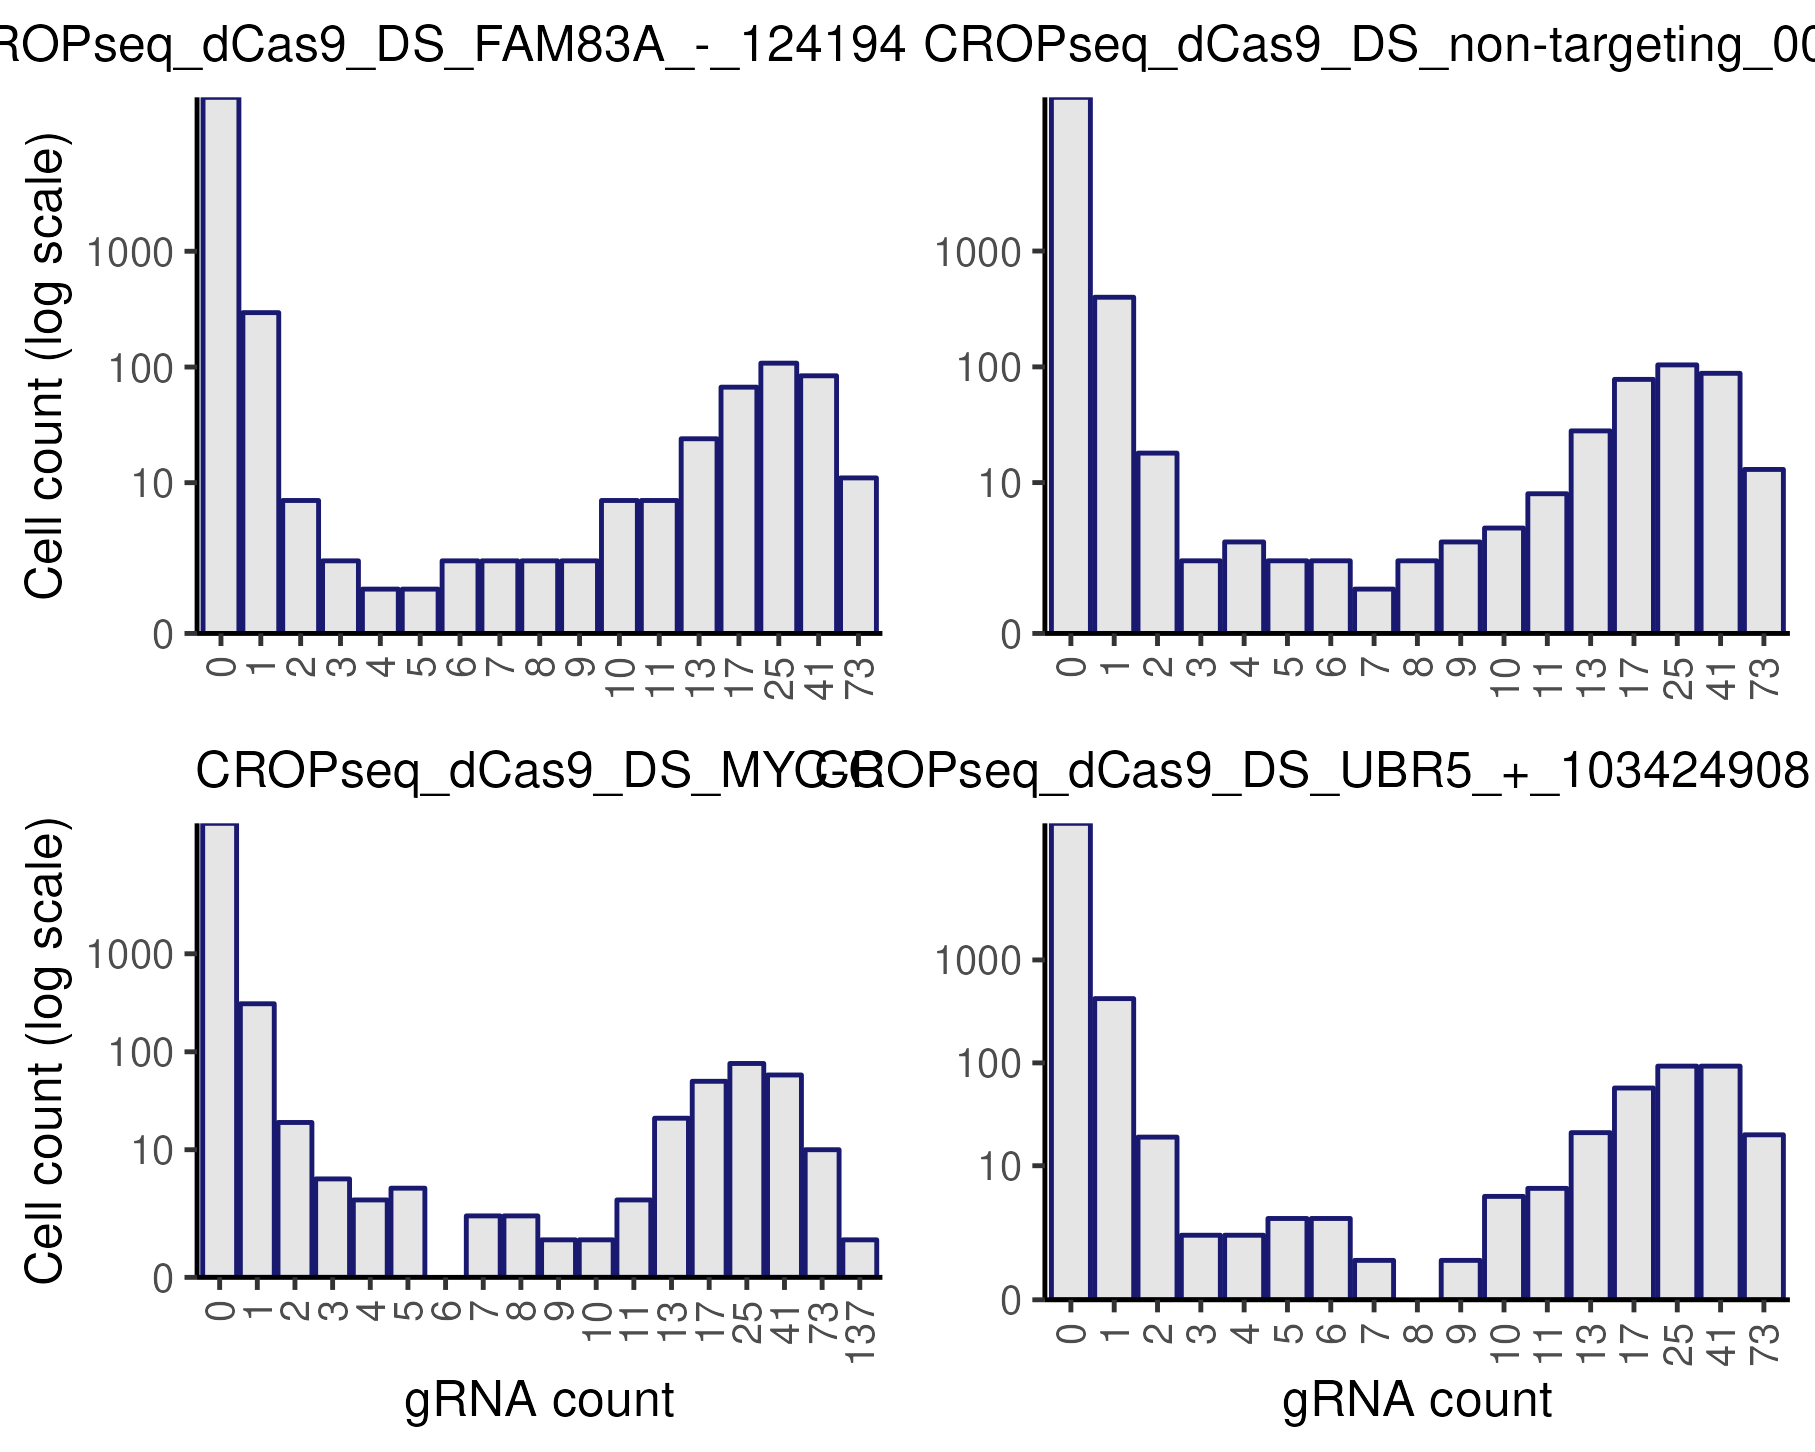 ROPseq_dCas9_DS_FAM83A_-_124194
CROPseq_dCas9_DS_non-targeting_00
Cell count (log scale)
1000
100
10
0
0 1 2 3 4 5 6 7 8 9 10 11 13 17 25 41 73
1000
100
10
0
0 1 2 3 4 5 6 7 8 9 10 11 13 17 25 41 73
CROPseq_dCas9_DS_MYC-B
CROPseq_dCas9_DS_UBR5_+_103424908
Cell count (log scale)
1000
100
10
0
0 1 2 3 4 5 6 7 8 9 10 11 13 17 25 41 73 137
gRNA count
1000
100
10
0
0 1 2 3 4 5 6 7 8 9 10 11 13 17 25 41 73
gRNA count